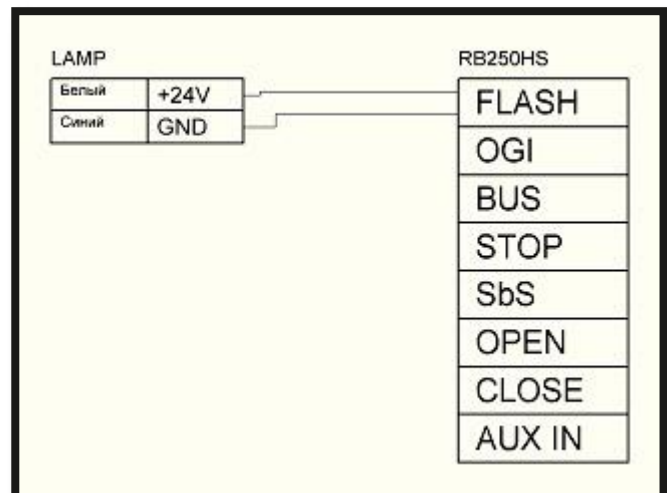 LAMP
Белый +24V
Синий GND
RB250HS
FLASH
OGI
BUS
STOP
SbS
OPEN
CLOSE
AUX IN